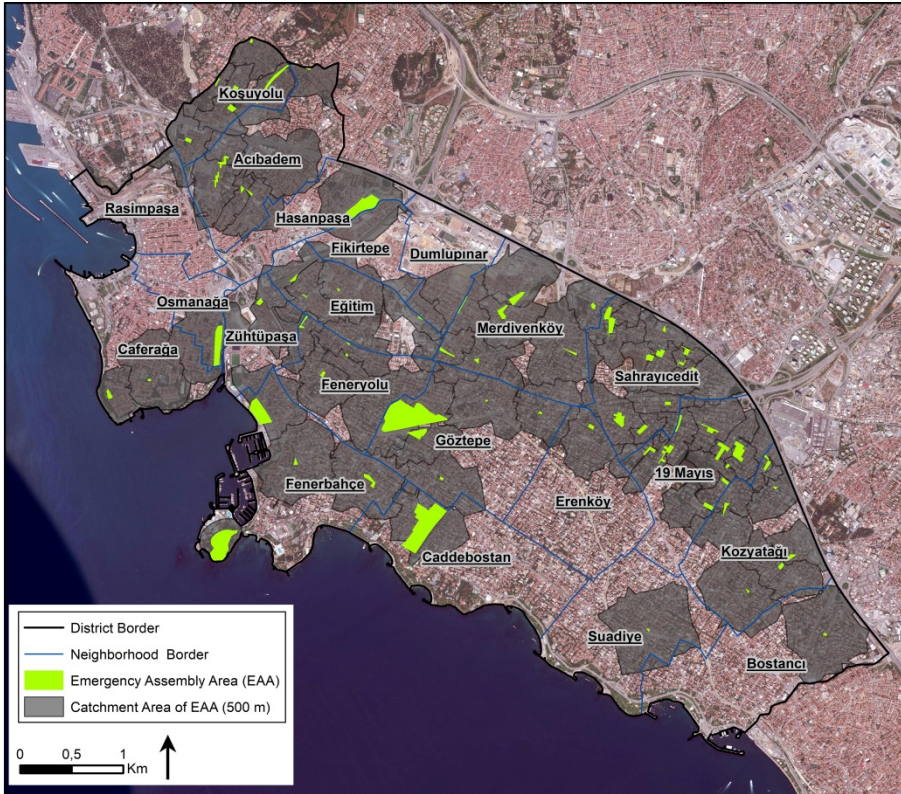 Koşuyolu
Acıbadem
Rasimpaşa
Hasanpaşa
Fikirtepe
Dumlupınar
Osmanağa
Eğitim
Zühtüpaşa
Merdivenköy
Caferağa
Sahrayıcedit
Feneryolu
Göztepe
19 Mayıs
Fenerbahçe
Erenköy
Caddebostan
Kozyatağı
Suadiye
Bostancı
District Border
Neighborhood Border
Emergency Assembly Area (EAA)
Catchment Area of EAA (500 m)
0 0,5 1
Km